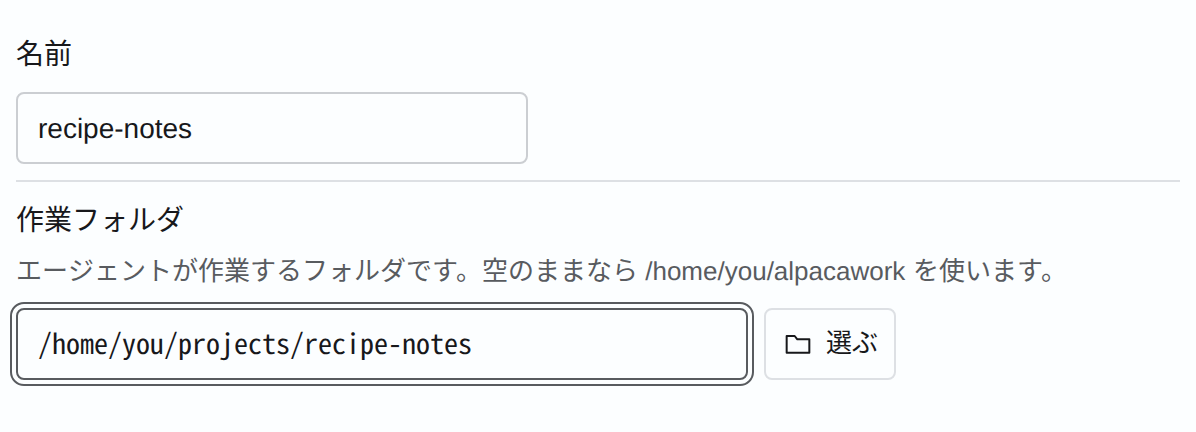 名前
recipe-notes
作業フォルダ
エージェントが作業するフォルダです。空のままなら /home/you/alpacawork を使います。
/home/you/projects/recipe-notes
選ぶ